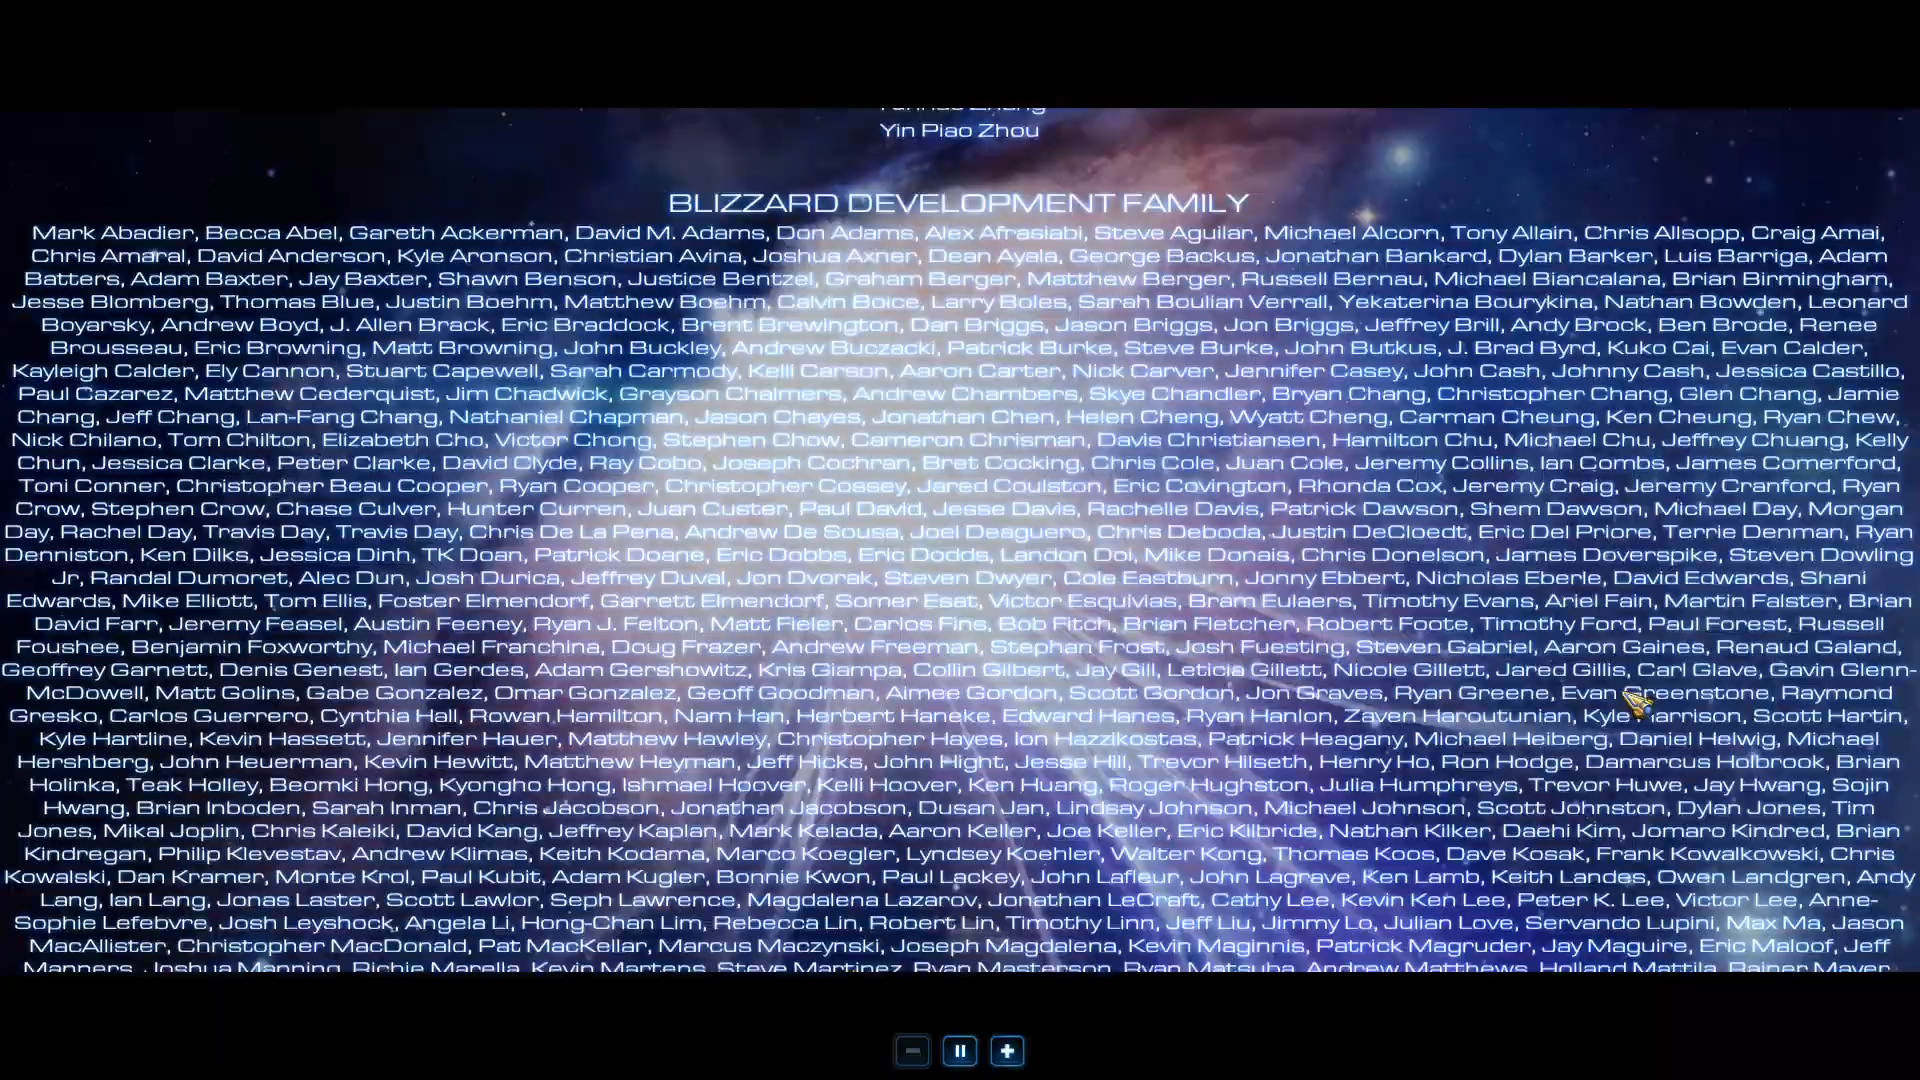 Yin Piao Zhou
BLIZZARD DEVELOPMENT FAMILY
Mark Abadier, Becca Abel, Gareth Ackerman, David M. Adams, Don Adams, Alex Afrasiabi, Steve Aguilar, Michael Alcorn, Tony Allain, Chris Allsopp, Craig Amai,
Chris Amaral, David Anderson, Kyle Aronson, Christian Avina, Joshua Axner, Dean Ayala, George Backus, Jonathan Bankard, Dylan Barker, Luis Barriga, Adam
Batters, Adam Baxter, Jay Baxter, Shawn Benson, Justice Bentzel, Graham Berger, Matthew Berger, Russell Bernau, Michael Biancalana, Brian Birmingham,
Jesse Blomberg, Thomas Blue, Justin Boehm, Matthew Boehm, Calvin Boice, Larry Boles, Sarah Boulian Verrall, Yekaterina Bourykina, Nathan Bowden, Leonard
Boyarsky, Andrew Boyd, J. Allen Brack, Eric Braddock, Brent Brewington, Dan Briggs, Jason Briggs, Jon Briggs, Jeffrey Brill, Andy Brock, Ben Brode, Renee
Brousseau, Eric Browning, Matt Browning, John Buckley, Andrew Buczacki, Patrick Burke, Steve Burke, John Butkus, J. Brad Byrd, Kuko Cai, Evan Calder,
Kayleigh Calder, Ely Cannon, Stuart Capewell, Sarah Carmody, Kelli Carson, Aaron Carter, Nick Carver, Jennifer Casey, John Cash, Johnny Cash, Jessica Castillo,
Paul Cazarez, Matthew Cederquist, Jim Chadwick, Grayson Chalmers, Andrew Chambers, Skye Chandler, Bryan Chang, Christopher Chang, Glen Chang, Jamie
Chang, Jeff Chang, Lan-Fang Chang, Nathaniel Chapman, Jason Chayes, Jonathan Chen, Helen Cheng, Wyatt Cheng, Carman Cheung, Ken Cheung, Ryan Chew,
Nick Chilano, Tom Chilton, Elizabeth Cho, Victor Chong, Stephen Chow, Cameron Chrisman, Davis Christiansen, Hamilton Chu, Michael Chu, Jeffrey Chuang, Kelly
Chun, Jessica Clarke, Peter Clarke, David Clyde, Ray Cobo, Joseph Cochran, Bret Cocking, Chris Cole, Juan Cole, Jeremy Collins, Ian Combs, James Comerford,
Toni Conner, Christopher Beau Cooper, Ryan Cooper, Christopher Cossey, Jared Coulston, Eric Covington, Rhonda Cox, Jeremy Craig, Jeremy Cranford, Ryan
Crow, Stephen Crow, Chase Culver, Hunter Curren, Juan Custer, Paul David, Jesse Davis, Rachelle Davis, Patrick Dawson, Shem Dawson, Michael Day, Morgan
Day, Rachel Day, Travis Day, Travis Day, Chris De La Pena, Andrew De Sousa, Joel Deaguero, Chris Deboda, Justin DeCloedt, Eric Del Priore, Terrie Denman, Ryan
Denniston, Ken Dilks, Jessica Dinh, TK Doan, Patrick Doane, Eric Dobbs, Eric Dodds, Landon Doi, Mike Donais, Chris Donelson, James Doverspike, Steven Dowling
Jr, Randal Dumoret, Alec Dun, Josh Durica, Jeffrey Duval, Jon Dvorak, Steven Dwyer, Cole Eastburn, Jonny Ebbert, Nicholas Eberle, David Edwards, Shani
Edwards, Mike Elliott, Tom Ellis, Foster Elmendorf, Garrett Elmendorf, Somer Esat, Victor Esquivias, Bram Eulaers, Timothy Evans, Ariel Fain, Martin Falster, Brian
David Farr, Jeremy Feasel, Austin Feeney, Ryan J. Felton, Matt Fieler, Carlos Fins, Bob Fitch, Brian Fletcher, Robert Foote, Timothy Ford, Paul Forest, Russell
Foushee, Benjamin Foxworthy, Michael Franchina, Doug Frazer, Andrew Freeman, Stephan Frost, Josh Fuesting, Steven Gabriel, Aaron Gaines, Renaud Galand,
Geoffrey Garnett, Denis Genest, Ian Gerdes, Adam Gershowitz, Kris Giampa, Collin Gilbert, Jay Gill, Leticia Gillett, Nicole Gillett, Jared Gillis, Carl Glave, Gavin Glenn-
McDowell, Matt Golins, Gabe Gonzalez, Omar Gonzalez, Geoff Goodman, Aimee Gordon, Scott Gordon, Jon Graves, Ryan Greene, Evan Greenstone, Raymond
Gresko, Carlos Guerrero, Cynthia Hall, Rowan Hamilton, Nam Han, Herbert Haneke, Edward Hanes, Ryan Hanlon, Zaven Haroutunian, Kyle Harrison, Scott Hartin,
Kyle Hartline, Kevin Hassett, Jennifer Hauer, Matthew Hawley, Christopher Hayes, Ion Hazzikostas, Patrick Heagany, Michael Heiberg, Daniel Helwig, Michael
Hershberg, John Heuerman, Kevin Hewitt, Matthew Heyman, Jeff Hicks, John Hight, Jesse Hill, Trevor Hilseth, Henry Ho, Ron Hodge, Damarcus Holbrook, Brian
Holinka, Teak Holley, Beomki Hong, Kyongho Hong, Ishmael Hoover, Kelli Hoover, Ken Huang, Roger Hughston, Julia Humphreys, Trevor Huwe, Jay Hwang, Sojin
Hwang, Brian Inboden, Sarah Inman, Chris Jacobson, Jonathan Jacobson, Dusan Jan, Lindsay Johnson, Michael Johnson, Scott Johnston, Dylan Jones, Tim
Jones, Mikal Joplin, Chris Kaleiki, David Kang, Jeffrey Kaplan, Mark Kelada, Aaron Keller, Joe Keller, Eric Kilbride, Nathan Kilker, Daehi Kim, Jomaro Kindred, Brian
Kindregan, Philip Klevestav, Andrew Klimas, Keith Kodama, Marco Koegler, Lyndsey Koehler, Walter Kong, Thomas Koos, Dave Kosak, Frank Kowalkowski, Chris
Kowalski, Dan Kramer, Monte Krol, Paul Kubit, Adam Kugler, Bonnie Kwon, Paul Lackey, John Lafleur, John Lagrave, Ken Lamb, Keith Landes, Owen Landgren, Andy
Lang, Ian Lang, Jonas Laster, Scott Lawlor, Seph Lawrence, Magdalena Lazarov, Jonathan LeCraft, Cathy Lee, Kevin Ken Lee, Peter K. Lee, Victor Lee, Anne-
Sophie Lefebvre, Josh Leyshock, Angela Li, Hong-Chan Lim, Rebecca Lin, Robert Lin, Timothy Linn, Jeff Liu, Jimmy Lo, Julian Love, Servando Lupini, Max Ma, Jason
MacAllister, Christopher MacDonald, Pat MacKellar, Marcus Maczynski, Joseph Magdalena, Kevin Maginnis, Patrick Magruder, Jay Maguire, Eric Maloof, Jeff
Manners, Joshua Manning, Richie Marella, Kevin Martens, Steve Martinez, Ryan Masterson, Ryan Matsuba, Andrew Matthews, Holland Mattila, Rainer Mayer